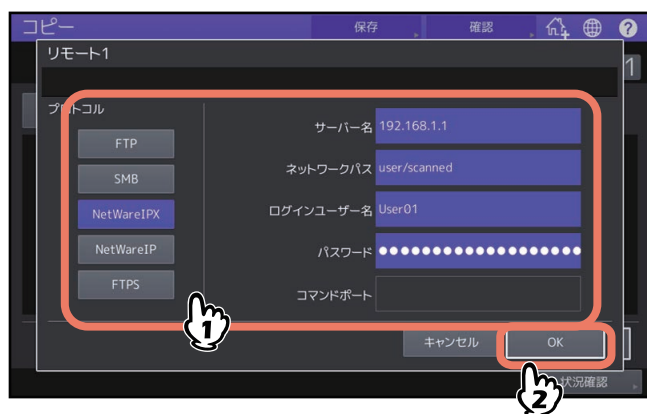 コピー 保存 確認 ?
リモート1
1
プロトコル
FTP
SMB
NetWareIPX
NetWareIP
FTPS
サーバー名 192.168.1.1
ネットワークパス user/scanned
ログインユーザー名 User01
パスワード ●●●●●●●●●●●●●●●●●●●
コマンドポート
1
キャンセル OK
2
状況確認